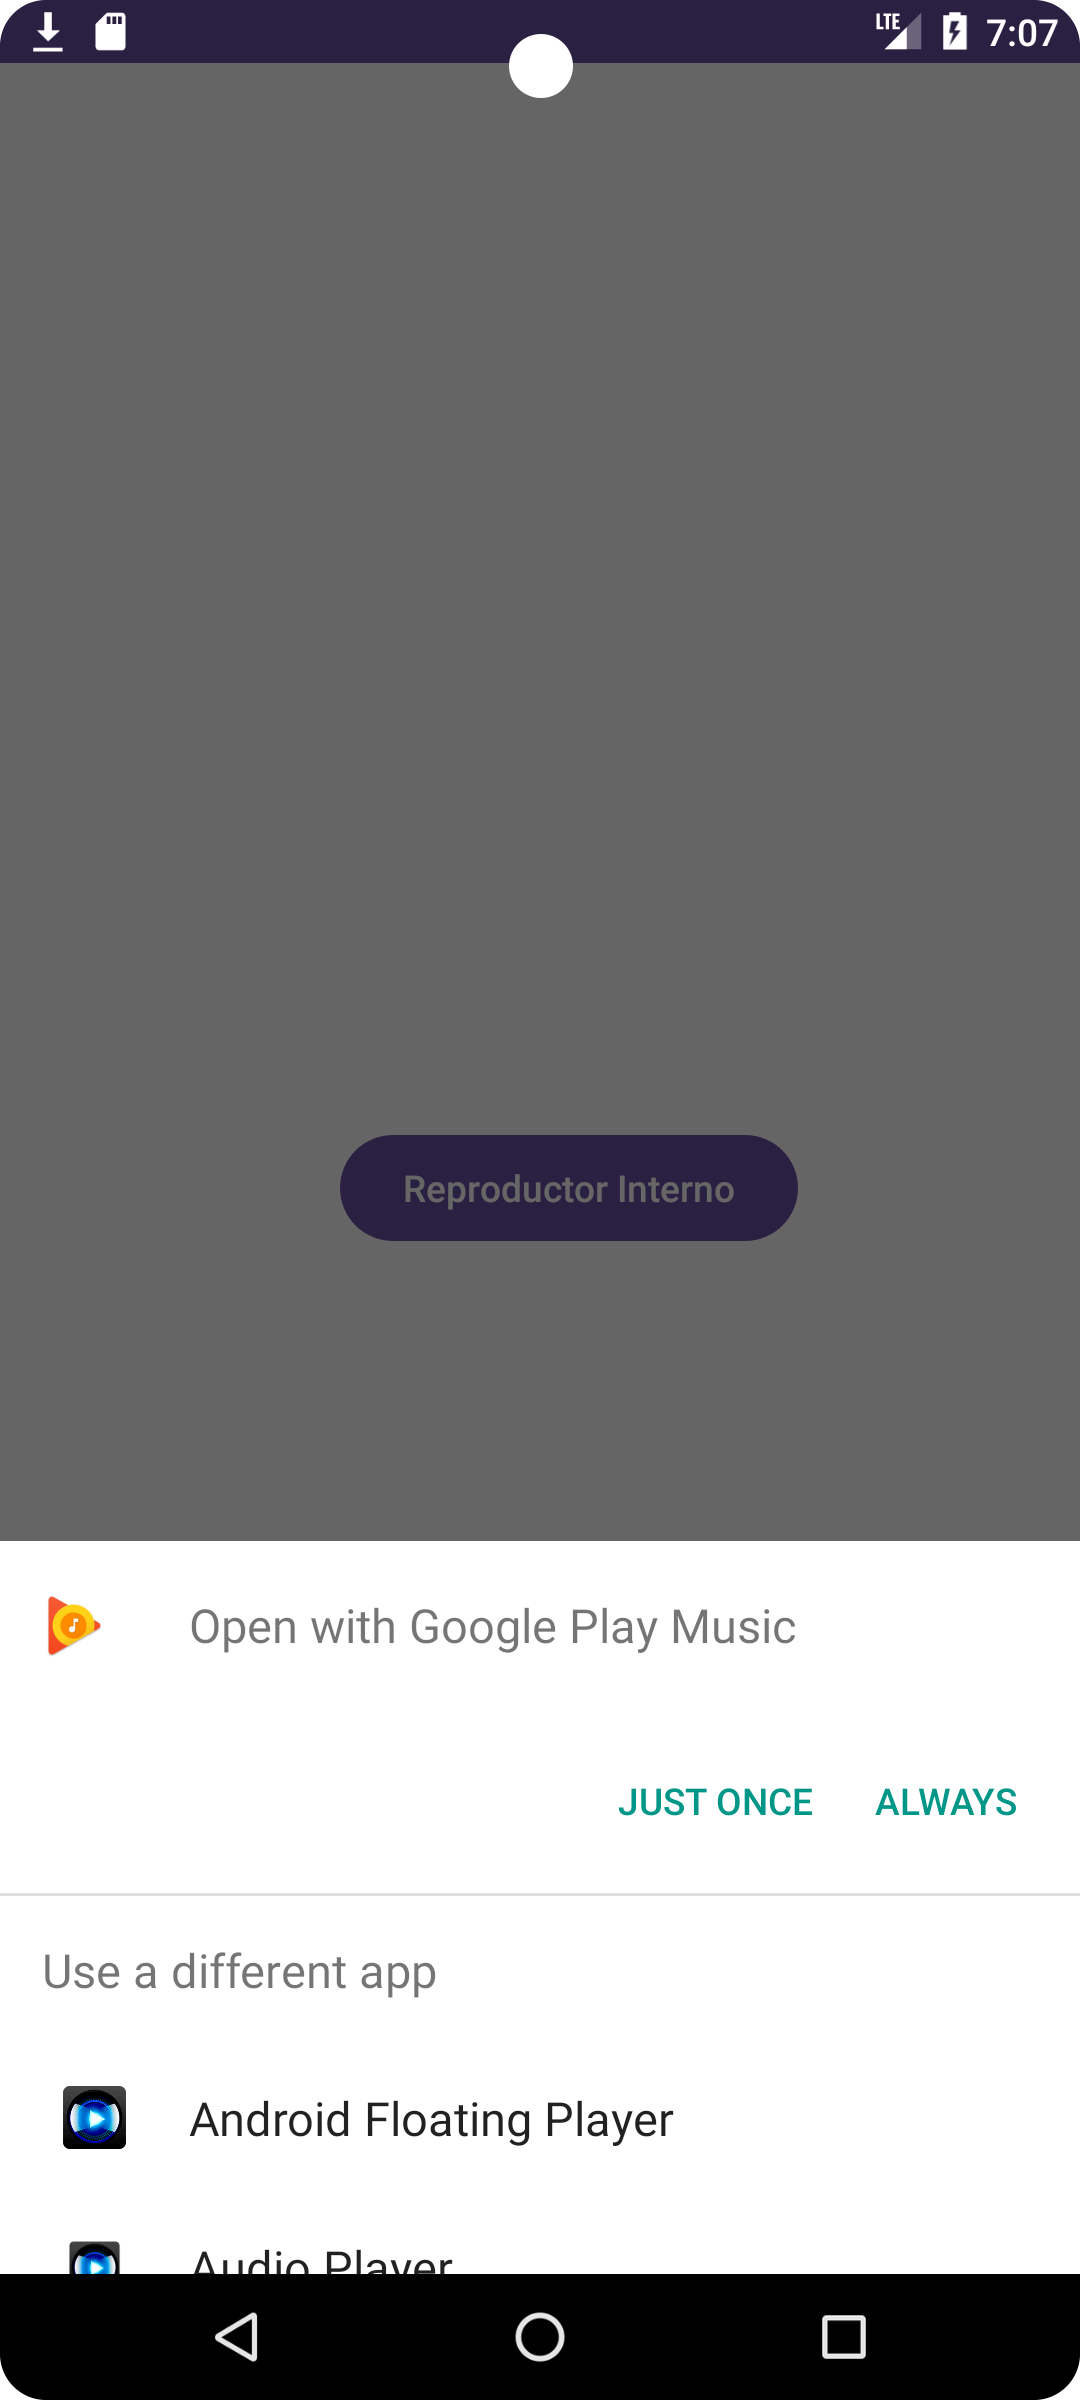 LTE 7:07
Reproductor Interno
Open with Google Play Music
JUST ONCE ALWAYS
Use a different app
Android Floating Player
Audio Player